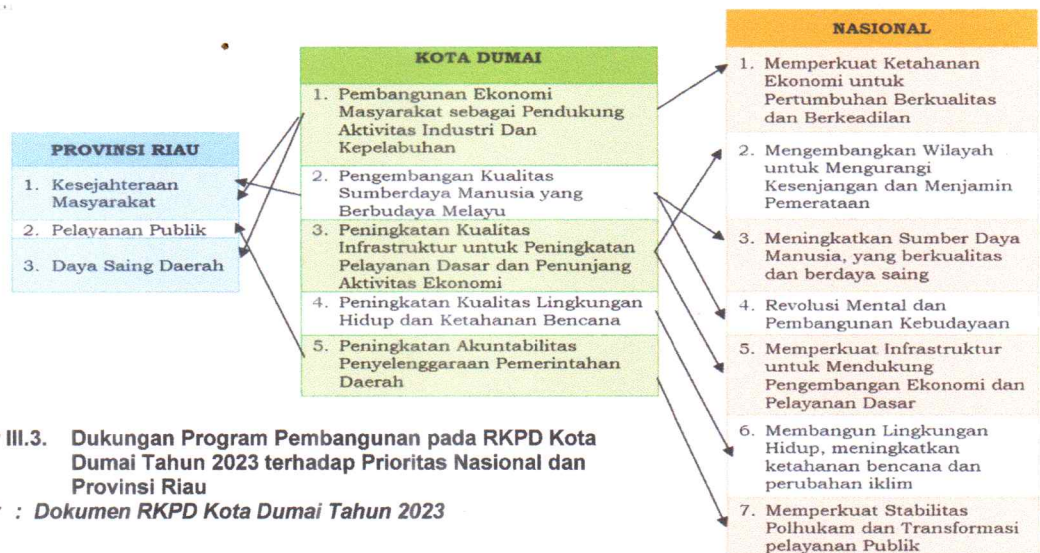 PROVINSI RIAU
1. Kesejahteraan
Masyarakat
2. Pelayanan Publik
3. Daya Saing Daerah
KOTA DUMAI
1. Pembangunan Ekonomi
Masyarakat sebagai Pendukung
Aktivitas Industri Dan
Kepelabuhan
2. Pengembangan Kualitas
Sumberdaya Manusia yang
Berbudaya Melayu
3. Peningkatan Kualitas
Infrastruktur untuk Peningkatan
Pelayanan Dasar dan Penunjang
Aktivitas Ekonomi
4. Peningkatan Kualitas Lingkungan
Hidup dan Ketahanan Bencana
5. Peningkatan Akuntabilitas
Penyelenggaraan Pemerintahan
Daerah
NASIONAL
1. Memperkuat Ketahanan
Ekonomi untuk
Pertumbuhan Berkualitas
dan Berkeadilan
2. Mengembangkan Wilayah
untuk Mengurangi
Kesenjangan dan Menjamin
Pemerataan
3. Meningkatkan Sumber Daya
Manusia, yang berkualitas
dan berdaya saing
4. Revolusi Mental dan
Pembangunan Kebudayaan
5. Memperkuat Infrastruktur
untuk Mendukung
Pengembangan Ekonomi dan
Pelayanan Dasar
6. Membangun Lingkungan
Hidup, meningkatkan
ketahanan bencana dan
perubahan iklim
7. Memperkuat Stabilitas
Polhukam dan Transformasi
pelayanan Publik
III.3. Dukungan Program Pembangunan pada RKPD Kota
Dumai Tahun 2023 terhadap Prioritas Nasional dan
Provinsi Riau
: Dokumen RKPD Kota Dumai Tahun 2023